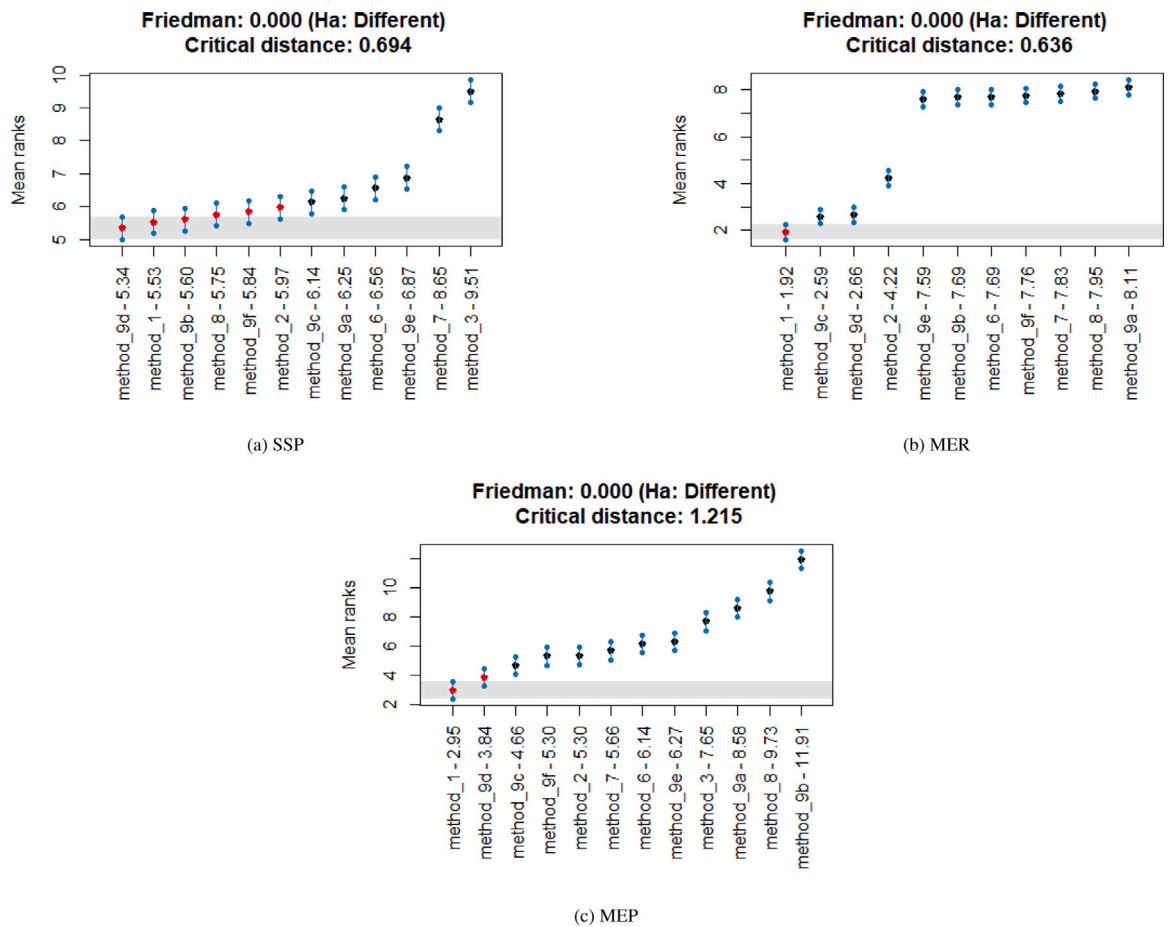 Friedman: 0.000 (Ha: Different)
Critical distance: 0.694
Mean ranks
10
9
8
7
6
5
method_9d - 5.34
method_1 - 5.53
method_9b - 5.60
method_8 - 5.75
method_9f - 5.84
method_2 - 5.97
method_9c - 6.14
method_9a - 6.25
method_6 - 6.56
method_9e - 6.87
method_7 - 8.65
method_3 - 9.51
(a) SSP
Friedman: 0.000 (Ha: Different)
Critical distance: 0.636
Mean ranks
8
6
4
2
method_1 - 1.92
method_9c - 2.59
method_9d - 2.66
method_2 - 4.22
method_9e - 7.59
method_9b - 7.69
method_6 - 7.69
method_9f - 7.76
method_7 - 7.83
method_8 - 7.95
method_9a - 8.11
(b) MER
Friedman: 0.000 (Ha: Different)
Critical distance: 1.215
Mean ranks
10
8
6
4
2
method_1 - 2.95
method_9d - 3.84
method_9c - 4.66
method_9f - 5.30
method_2 - 5.30
method_7 - 5.66
method_6 - 6.14
method_9e - 6.27
method_3 - 7.65
method_9a - 8.58
method_8 - 9.73
method_9b - 11.91
(c) MEP